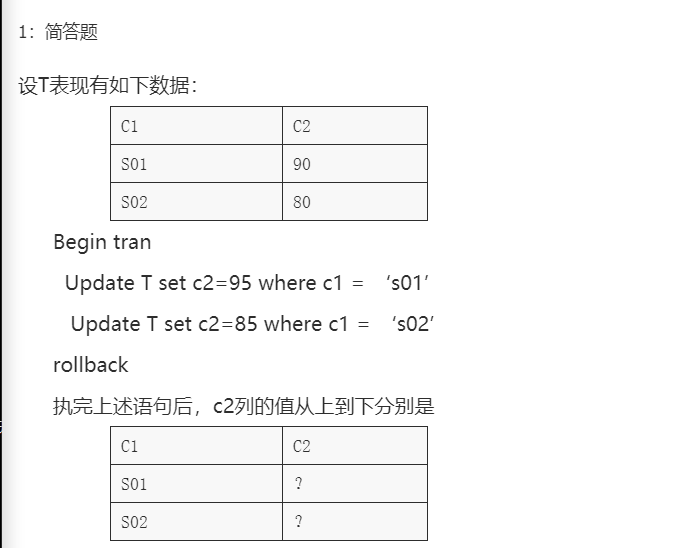 1：简答题
设T表现有如下数据：
C1 C2
S01 90
S02 80
Begin tran
Update T set c2=95 where c1 = ‘s01’
Update T set c2=85 where c1 = ‘s02’
rollback
执完上述语句后，c2列的值从上到下分别是
C1 C2
S01 ？
S02 ？